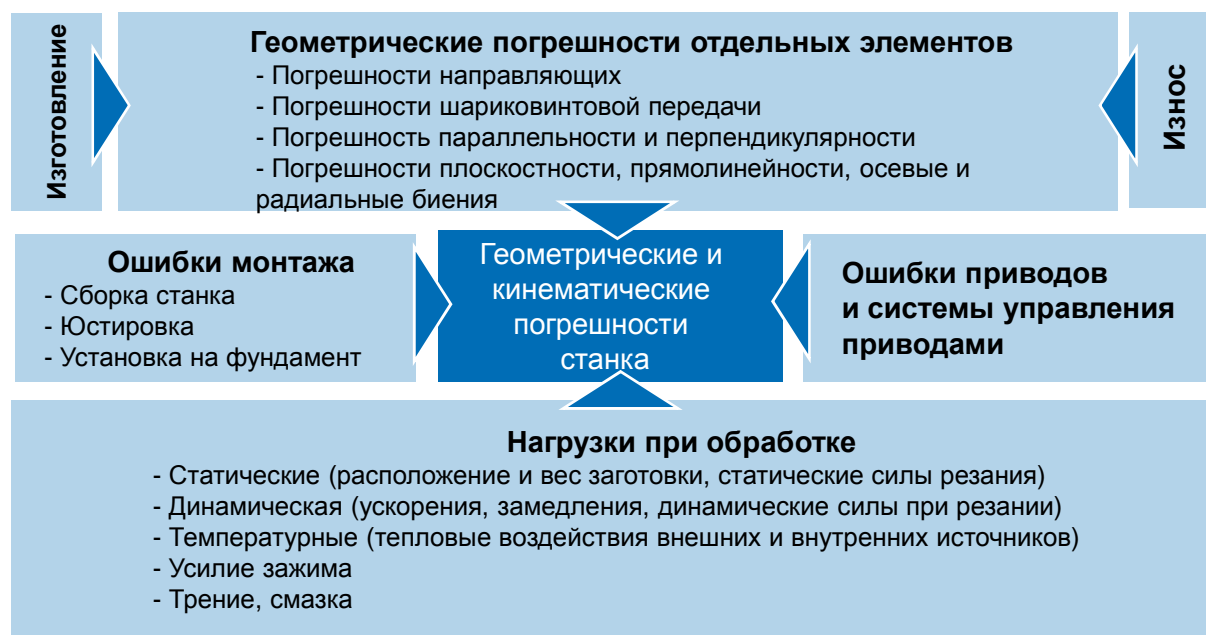 Изготовление
Геометрические погрешности отдельных элементов
- Погрешности направляющих
- Погрешности шариковинтовой передачи
- Погрешность параллельности и перпендикулярности
- Погрешности плоскостности, прямолинейности, осевые и
радиальные биения
Износ
Ошибки монтажа
- Сборка станка
- Юстировка
- Установка на фундамент
Геометрические и
кинематические
погрешности
станка
Ошибки приводов
и системы управления
приводами
Нагрузки при обработке
- Статические (расположение и вес заготовки, статические силы резания)
- Динамическая (ускорения, замедления, динамические силы при резании)
- Температурные (тепловые воздействия внешних и внутренних источников)
- Усилие зажима
- Трение, смазка